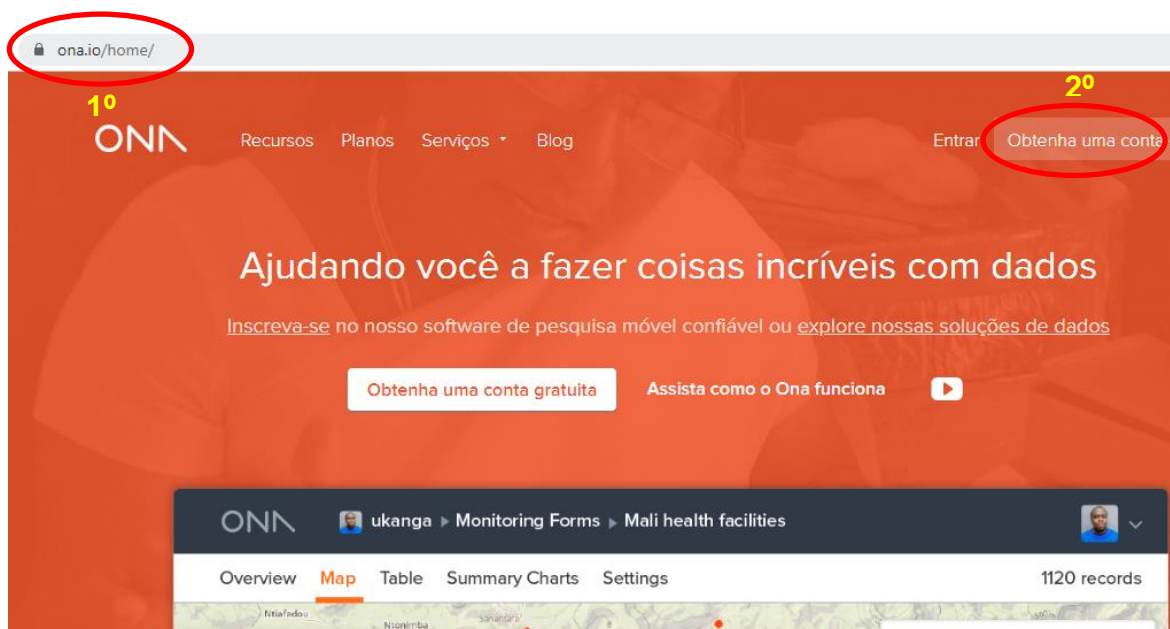 ona.io/home/
1º
2º
ONA
Recursos
Planos
Serviços
Blog
Entrar
Obtenha uma conta
Ajudando você a fazer coisas incríveis com dados
Inscreva-se no nosso software de pesquisa móvel confiável ou explore nossas soluções de dados
Obtenha uma conta gratuita
Assista como o Ona funciona
ONA
ukanga
Monitoring Forms
Mali health facilities
Overview
Map
Table
Summary Charts
Settings
1120 records
Ntiafadou
Ntonimba